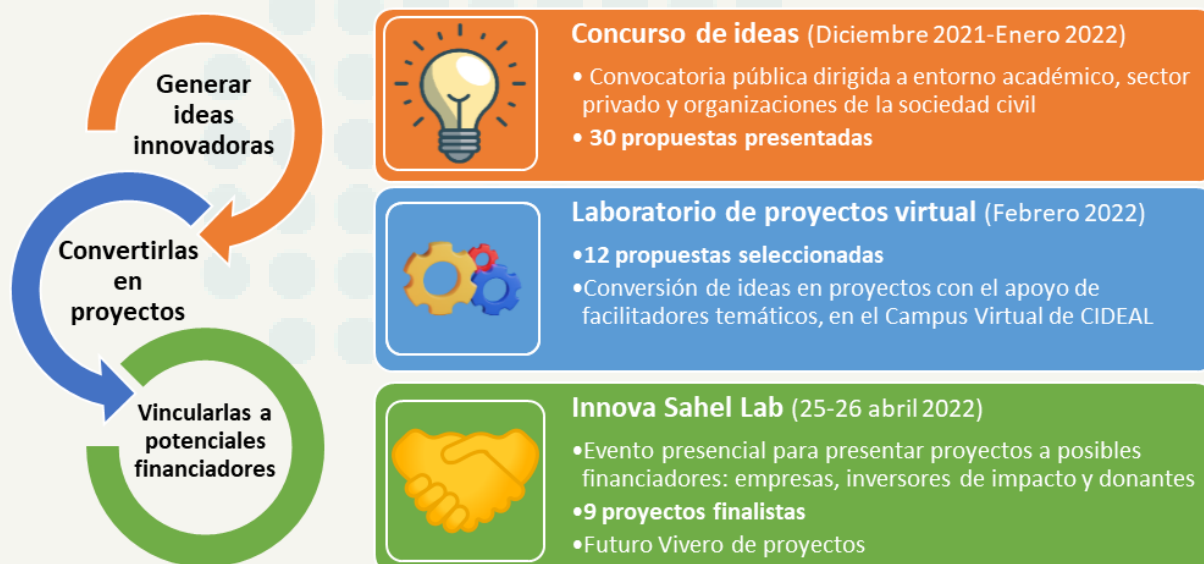 Generar
ideas
innovadoras
Concurso de ideas (Diciembre 2021-Enero 2022)
• Convocatoria pública dirigida a entorno académico, sector
privado y organizaciones de la sociedad civil
• 30 propuestas presentadas
Convertirlas
en
proyectos
Laboratorio de proyectos virtual (Febrero 2022)
•12 propuestas seleccionadas
•Conversión de ideas en proyectos con el apoyo de
facilitadores temáticos, en el Campus Virtual de CIDEAL
Vincularlas a
potenciales
financiadores
Innova Sahel Lab (25-26 abril 2022)
•Evento presencial para presentar proyectos a posibles
financiadores: empresas, inversores de impacto y donantes
•9 proyectos finalistas
•Futuro Vivero de proyectos